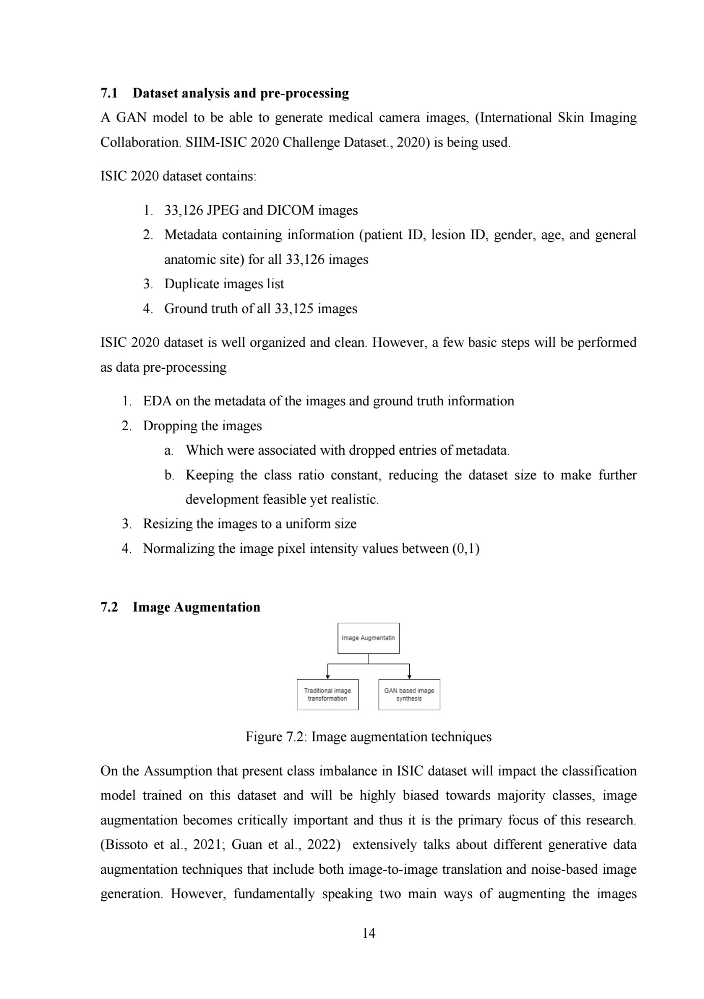 7.1 Dataset analysis and pre-processing
A GAN model to be able to generate medical camera images, (International Skin Imaging
Collaboration. SIIM-ISIC 2020 Challenge Dataset., 2020) is being used.
ISIC 2020 dataset contains:
1. 33,126 JPEG and DICOM images
2. Metadata containing information (patient ID, lesion ID, gender, age, and general
anatomic site) for all 33,126 images
3. Duplicate images list
4. Ground truth of all 33,125 images
ISIC 2020 dataset is well organized and clean. However, a few basic steps will be performed
as data pre-processing
1. EDA on the metadata of the images and ground truth information
2. Dropping the images
a. Which were associated with dropped entries of metadata.
b. Keeping the class ratio constant, reducing the dataset size to make further
development feasible yet realistic.
3. Resizing the images to a uniform size
4. Normalizing the image pixel intensity values between (0,1)
7.2 Image Augmentation
Image Augmentatin
Traditional image
transformation
GAN based image
synthesis
Figure 7.2: Image augmentation techniques
On the Assumption that present class imbalance in ISIC dataset will impact the classification
model trained on this dataset and will be highly biased towards majority classes, image
augmentation becomes critically important and thus it is the primary focus of this research.
(Bissoto et al., 2021; Guan et al., 2022) extensively talks about different generative data
augmentation techniques that include both image-to-image translation and noise-based image
generation. However, fundamentally speaking two main ways of augmenting the images
14